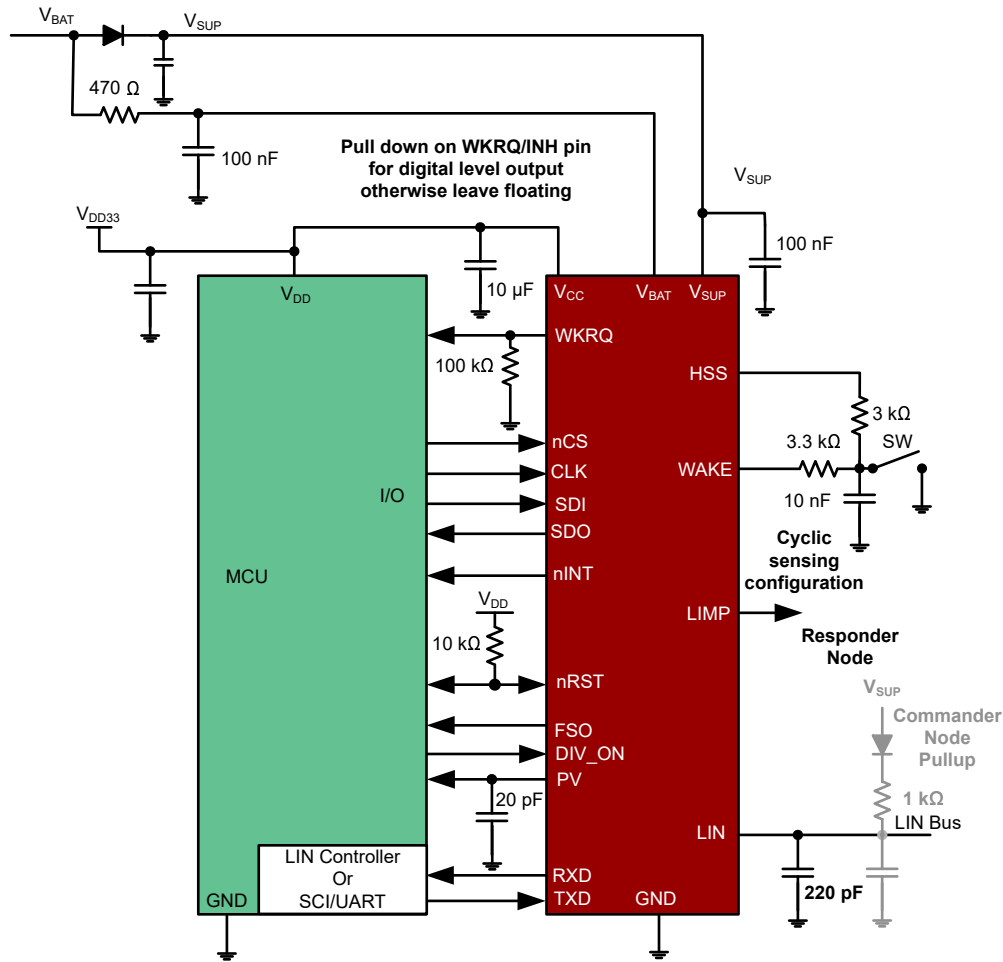 VBAT
VSUP
470 Ω
100 nF
Pull down on WKRQ/INH pin
for digital level output
otherwise leave floating
VSUP
100 nF
VDD33
10 µF
VDD
VCC
VBAT
VSUP
WKRQ
100 kΩ
HSS
3 kΩ
3.3 kΩ
SW
WAKE
10 nF
nCS
CLK
I/O
SDI
SDO
Cyclic
sensing
configuration
MCU
nINT
VDD
10 kΩ
LIMP
Responder
Node
nRST
VSUP
Commander
Node
Pullup
FSO
DIV_ON
PV
20 pF
1 kΩ
LIN
LIN Bus
LIN Controller
Or
SCI/UART
RXD
TXD
220 pF
GND
GND